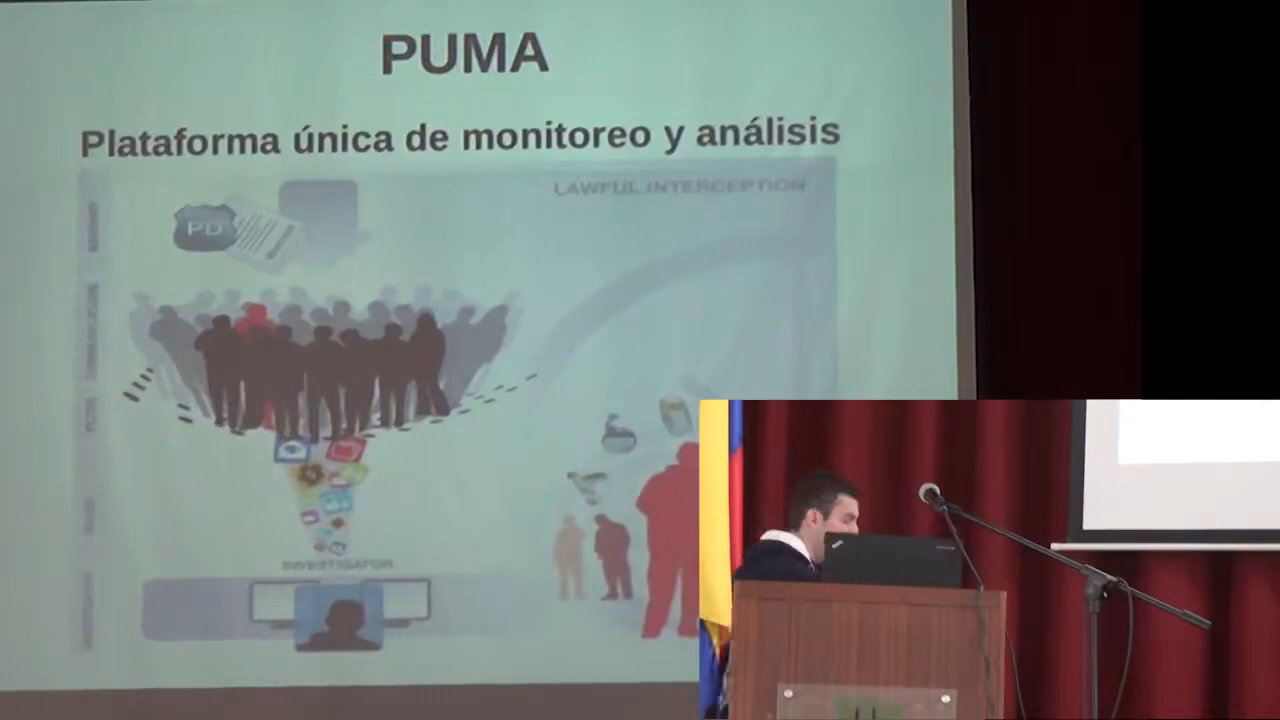 PUMA
Plataforma única de monitoreo y análisis
LAWFUL INTERCEPTION
PD
INVESTIGATOR